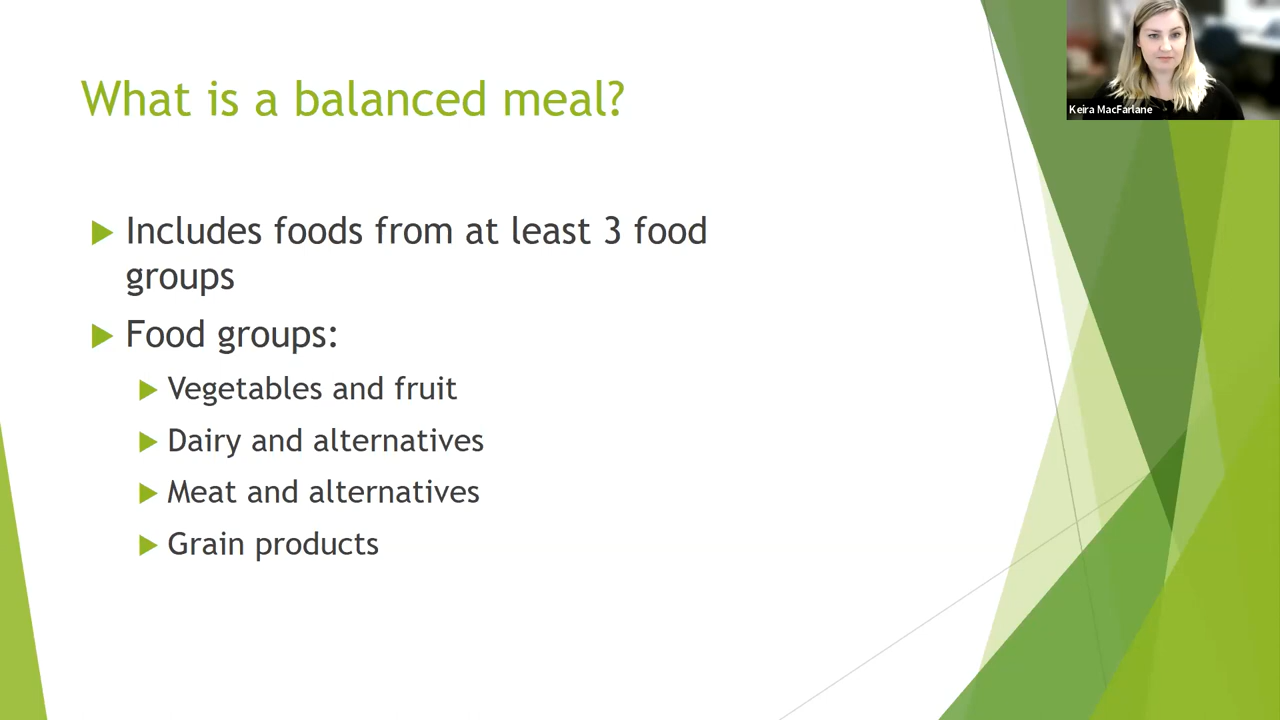 What is a balanced meal?
Keira MacFarlane
Includes foods from at least 3 food
groups
Food groups:
Vegetables and fruit
Dairy and alternatives
Meat and alternatives
Grain products